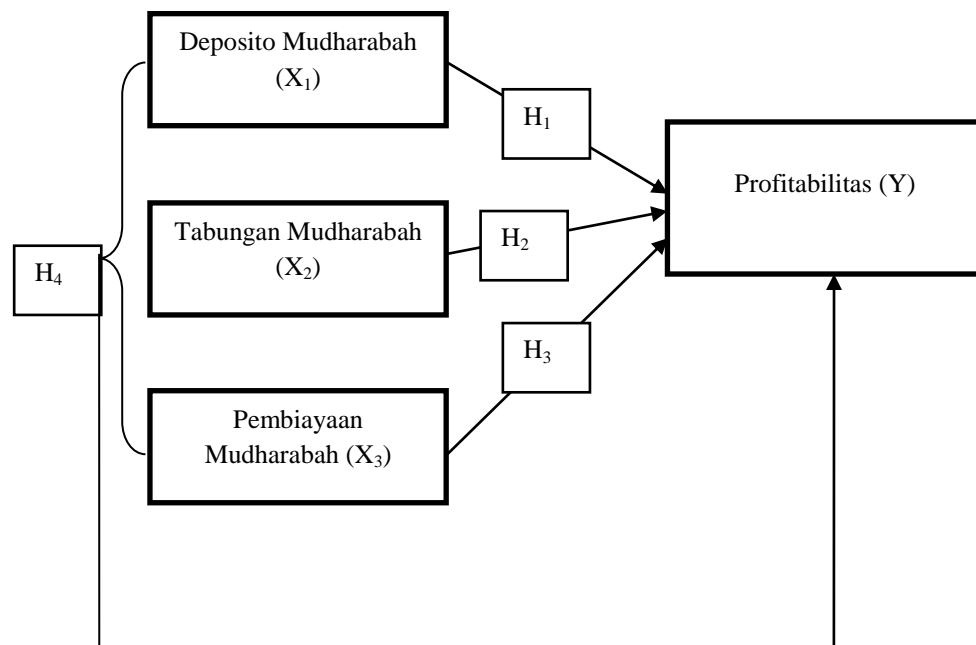 Deposito Mudharabah
(X₁)
H₁
Profitabilitas (Y)
Tabungan Mudharabah
(X₂)
H₂
H₄
H₃
Pembiayaan
Mudharabah (X₃)